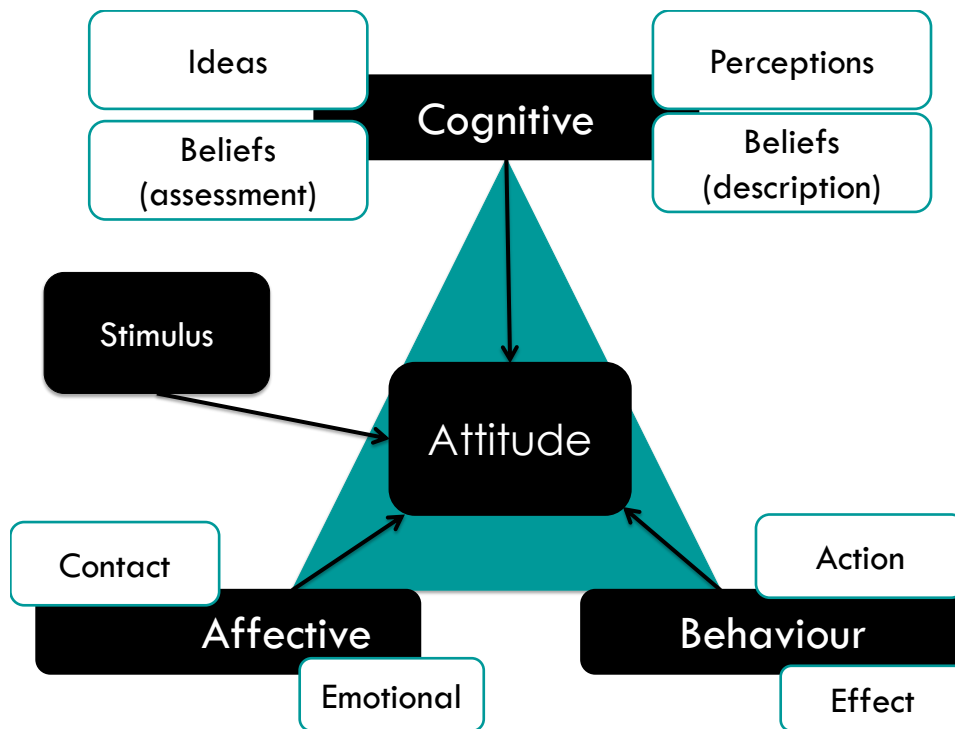 Ideas
Perceptions
Cognitive
Beliefs
(assessment)
Beliefs
(description)
Stimulus
Attitude
Contact
Action
Affective
Behaviour
Emotional
Effect